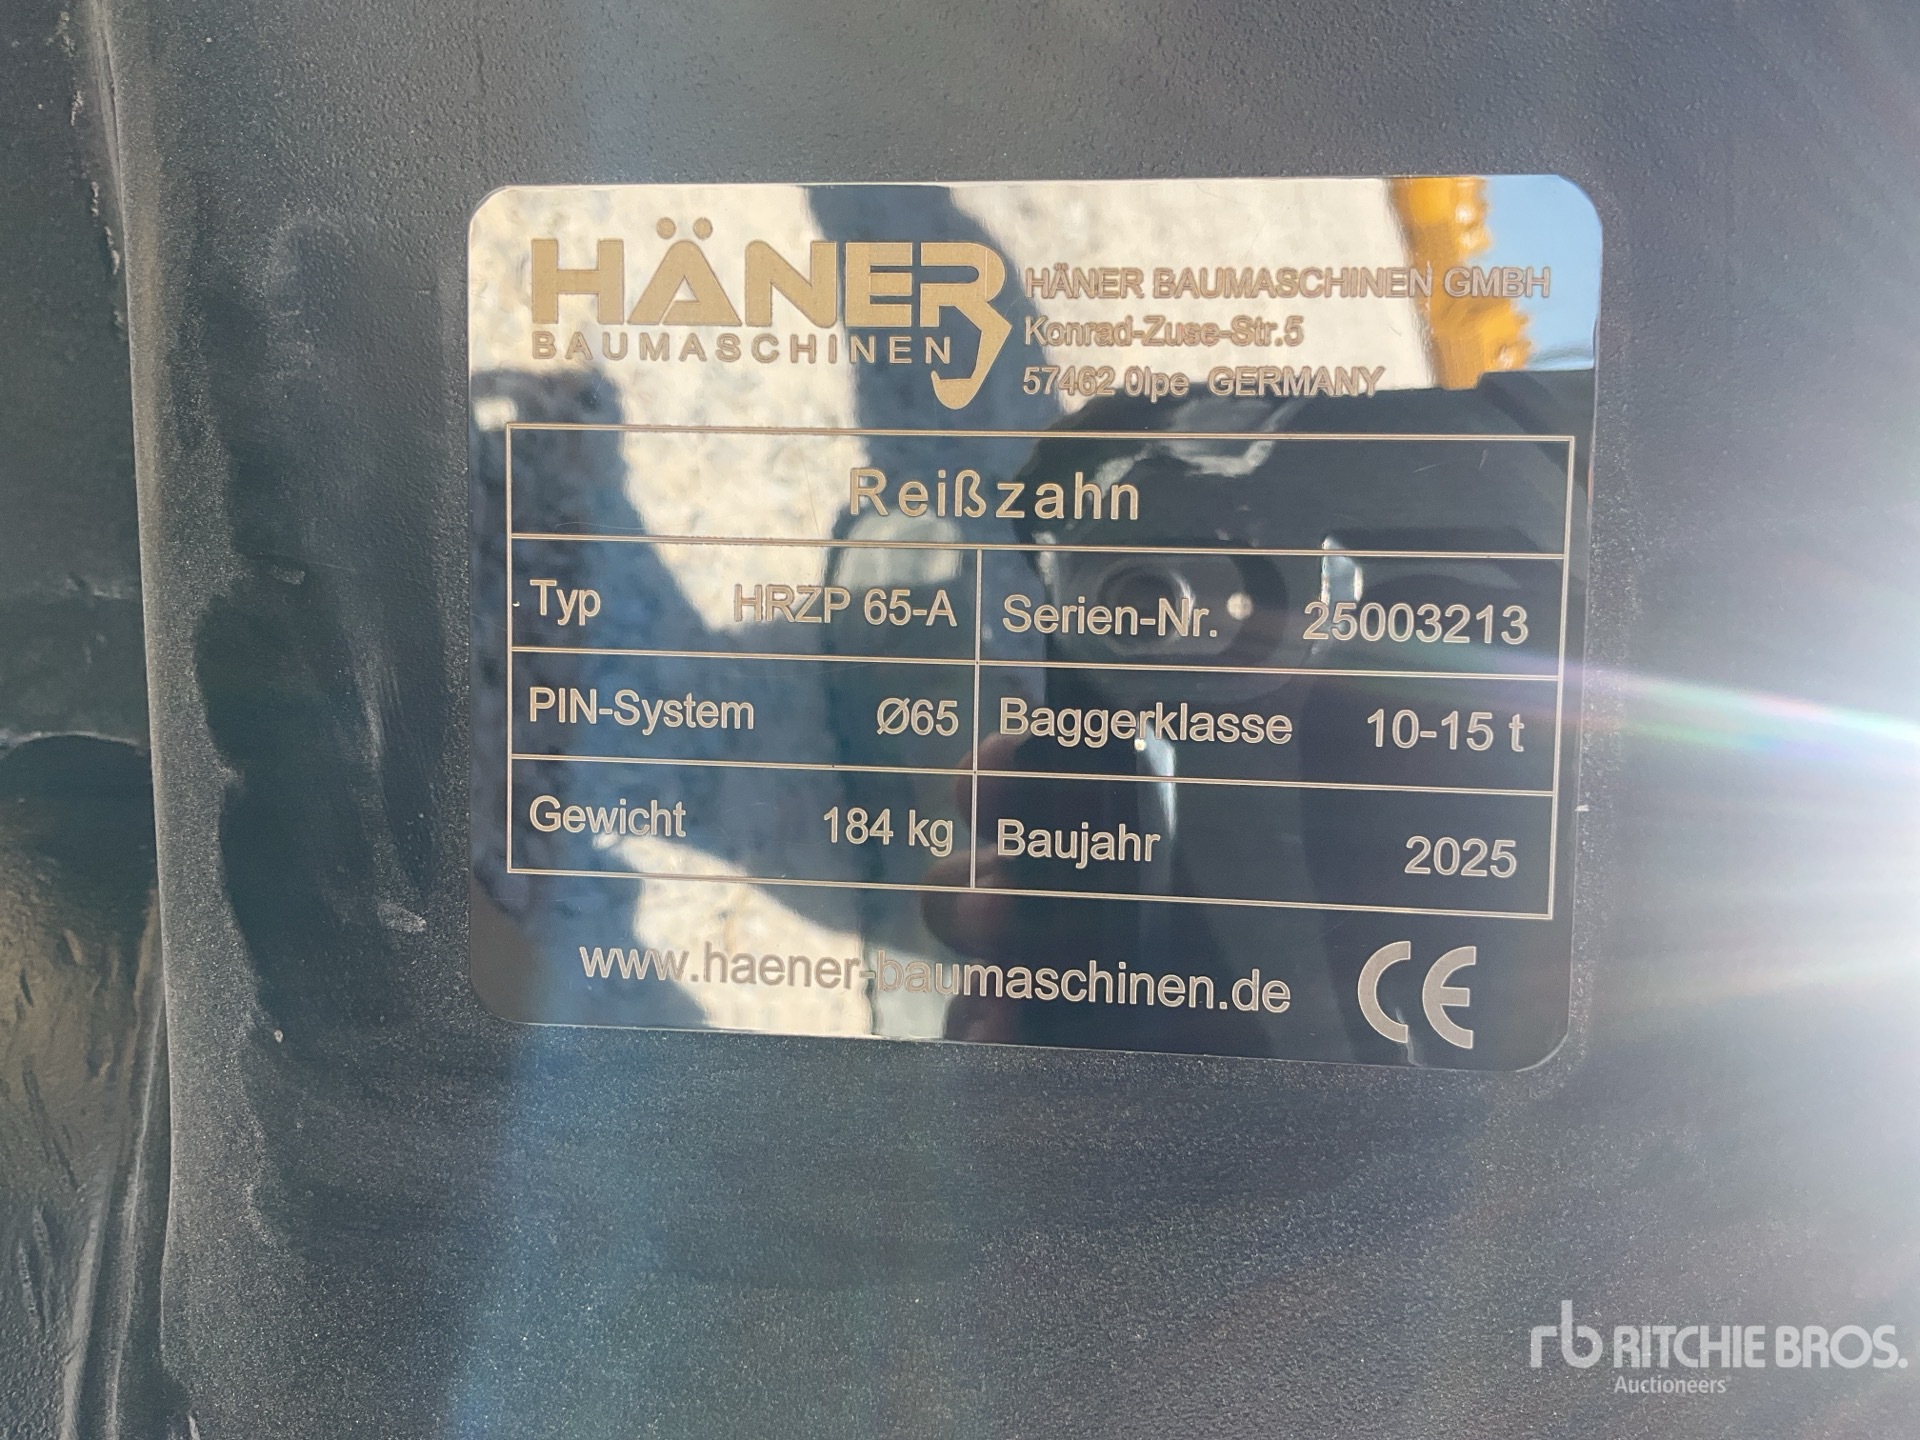 HÄNER
BAUMASCHINEN
HÄNER BAUMASCHINEN GMBH
Konrad-Zuse-Str.5
57462 Olpe GERMANY
Reißzahn
Typ HRZP 65-A Serien-Nr. 25003213
PIN-System Ø65 Baggerklasse 10-15 t
Gewicht 184 kg Baujahr 2025
www.haener-baumaschinen.de CE
rb RITCHIE BROS.
Auctioneers